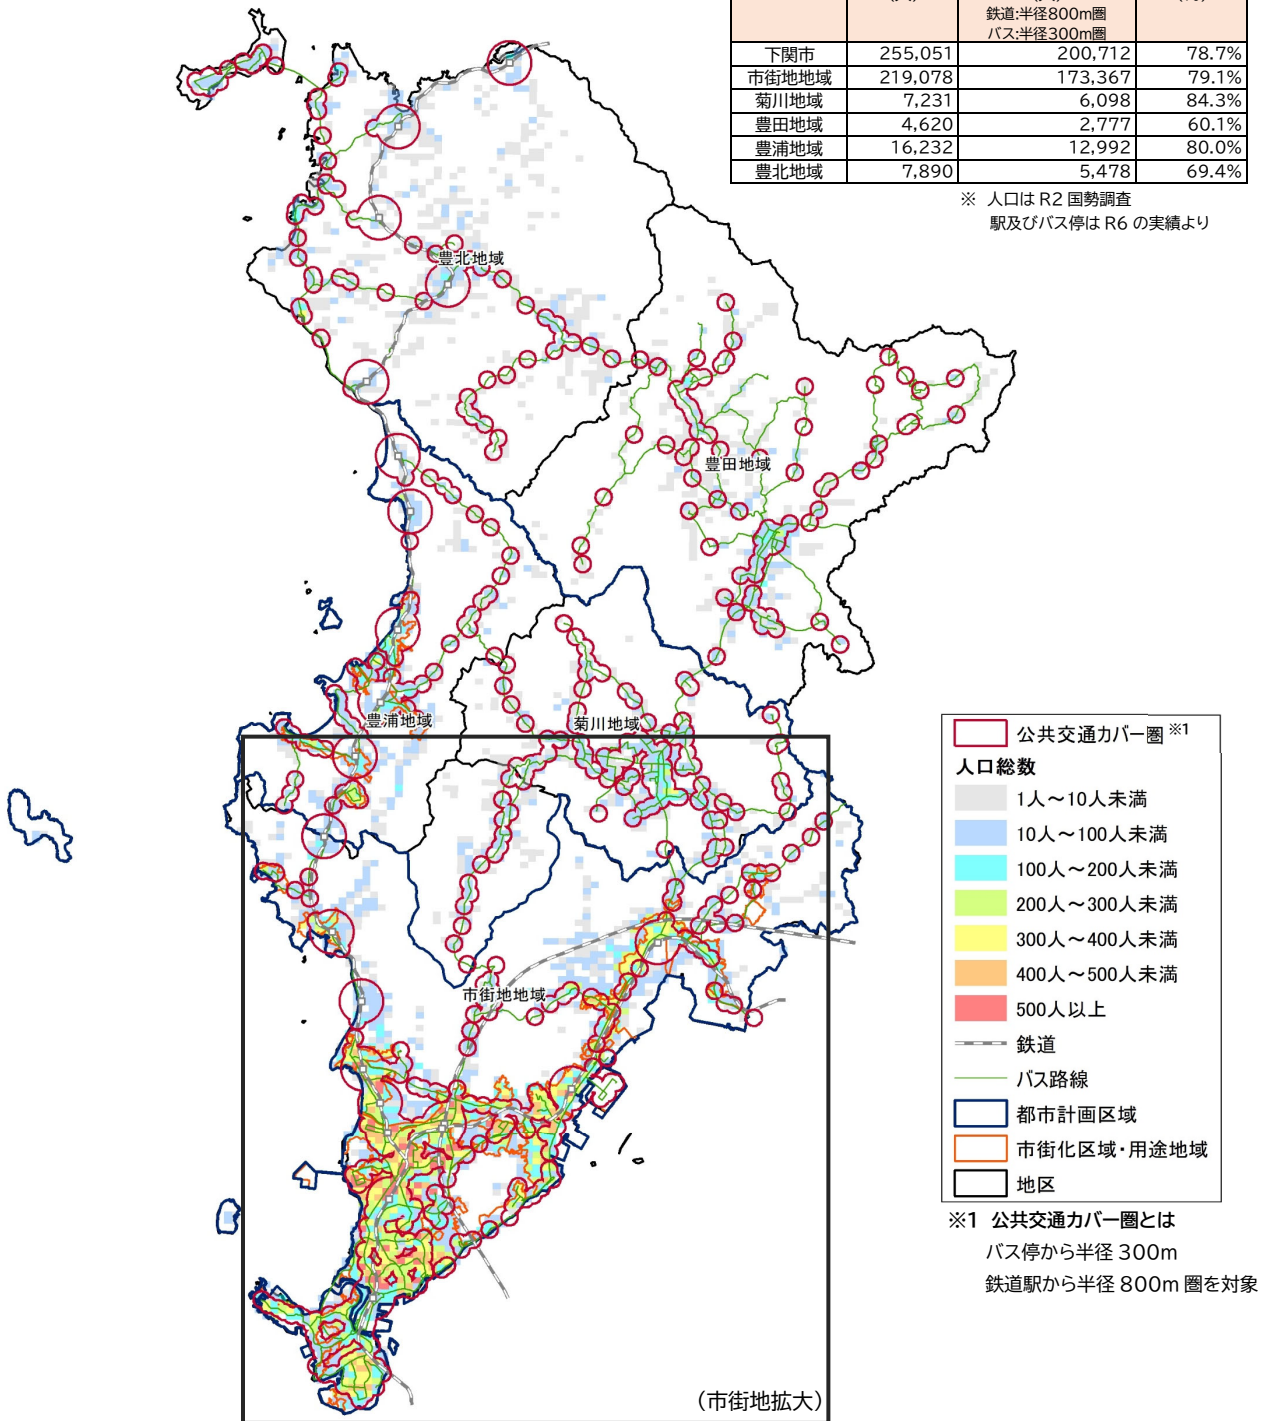 鉄道:半径800m圏
バス:半径300m圏
下関市 255,051 200,712 78.7%
市街地地域 219,078 173,367 79.1%
菊川地域 7,231 6,098 84.3%
豊田地域 4,620 2,777 60.1%
豊浦地域 16,232 12,992 80.0%
豊北地域 7,890 5,478 69.4%
※ 人口は R2 国勢調査
駅及びバス停は R6 の実績より
豊北地域
豊田地域
豊浦地域
菊川地域
市街地地域
(市街地拡大)
公共交通カバー圏※1
人口総数
1人～10人未満
10人～100人未満
100人～200人未満
200人～300人未満
300人～400人未満
400人～500人未満
500人以上
鉄道
バス路線
都市計画区域
市街化区域・用途地域
地区
※1 公共交通カバー圏とは
バス停から半径 300m
鉄道駅から半径 800m 圏を対象